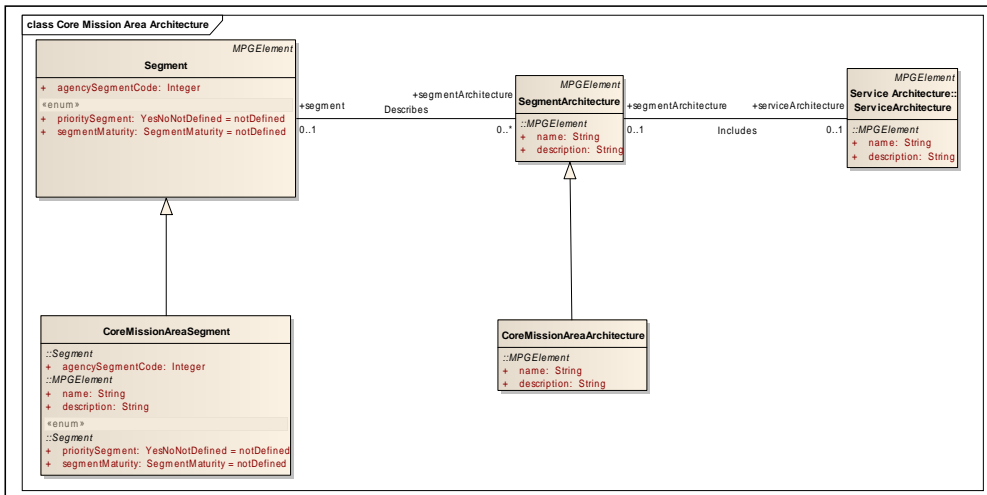 class Core Mission Area Architecture
MPGElement
Segment
+ agencySegmentCode: Integer
«enum»
+ prioritySegment: YesNoNotDefined = notDefined
+ segmentMaturity: SegmentMaturity = notDefined
+segment
0..1
+segmentArchitecture
Describes
0..*
MPGElement
SegmentArchitecture
::MPGElement
+ name: String
+ description: String
+segmentArchitecture
0..1
Includes
+serviceArchitecture
0..1
MPGElement
Service Architecture::
ServiceArchitecture
::MPGElement
+ name: String
+ description: String
CoreMissionAreaSegment
::Segment
+ agencySegmentCode: Integer
::MPGElement
+ name: String
+ description: String
«enum»
::Segment
+ prioritySegment: YesNoNotDefined = notDefined
+ segmentMaturity: SegmentMaturity = notDefined
CoreMissionAreaArchitecture
::MPGElement
+ name: String
+ description: String